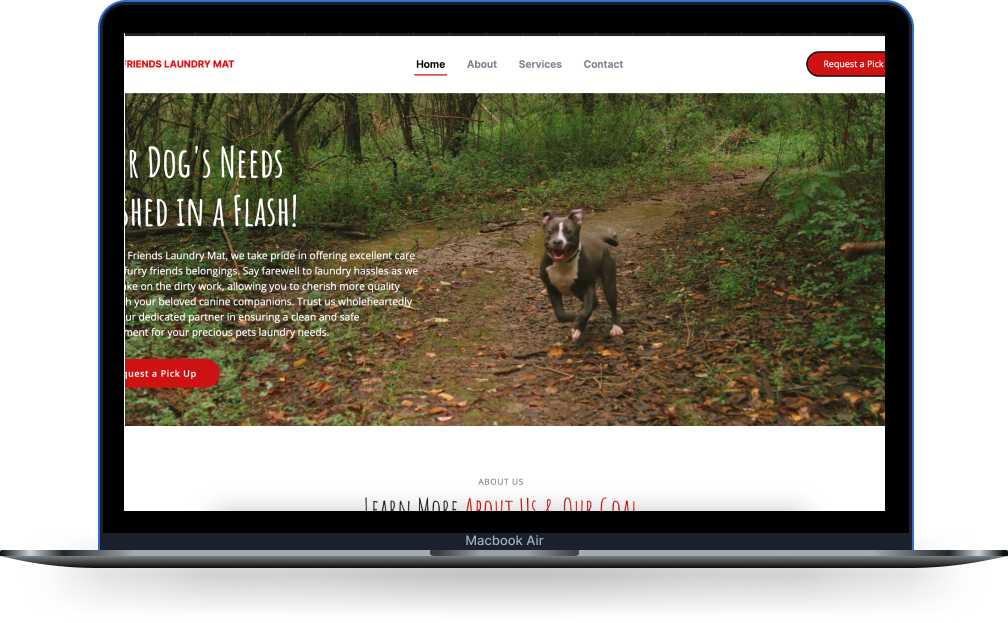 FRIENDS LAUNDRY MAT
Home
About
Services
Contact
Request a Pick
r Dog's Needs
shed in a Flash!
Friends Laundry Mat, we take pride in offering excellent care
furry friends belongings. Say farewell to laundry hassles as we
ke on the dirty work, allowing you to cherish more quality
h your beloved canine companions. Trust us wholeheartedly
ur dedicated partner in ensuring a clean and safe
ment for your precious pets laundry needs.
quest a Pick Up
ABOUT US
Learn More About Us & Our Goal
Macbook Air